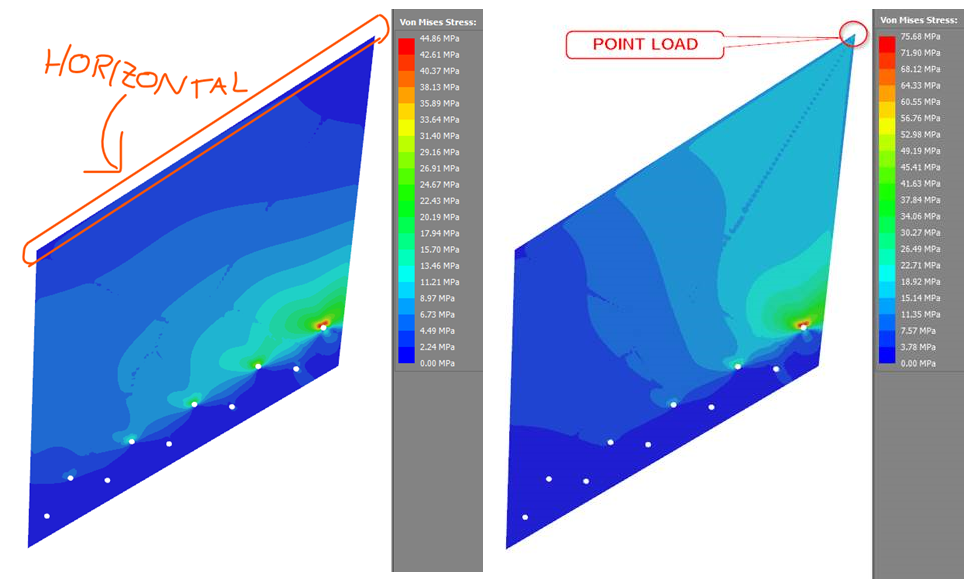 HORIZONTAL
Von Mises Stress:
44.86 MPa
42.61 MPa
40.37 MPa
38.13 MPa
35.89 MPa
33.64 MPa
31.40 MPa
29.16 MPa
26.91 MPa
24.67 MPa
22.43 MPa
20.19 MPa
17.94 MPa
15.70 MPa
13.46 MPa
11.21 MPa
8.97 MPa
6.73 MPa
4.49 MPa
2.24 MPa
0.00 MPa
POINT LOAD
Von Mises Stress:
75.68 MPa
71.90 MPa
68.12 MPa
64.33 MPa
60.55 MPa
56.76 MPa
52.98 MPa
49.19 MPa
45.41 MPa
41.63 MPa
37.84 MPa
34.06 MPa
30.27 MPa
26.49 MPa
22.71 MPa
18.92 MPa
15.14 MPa
11.35 MPa
7.57 MPa
3.78 MPa
0.00 MPa